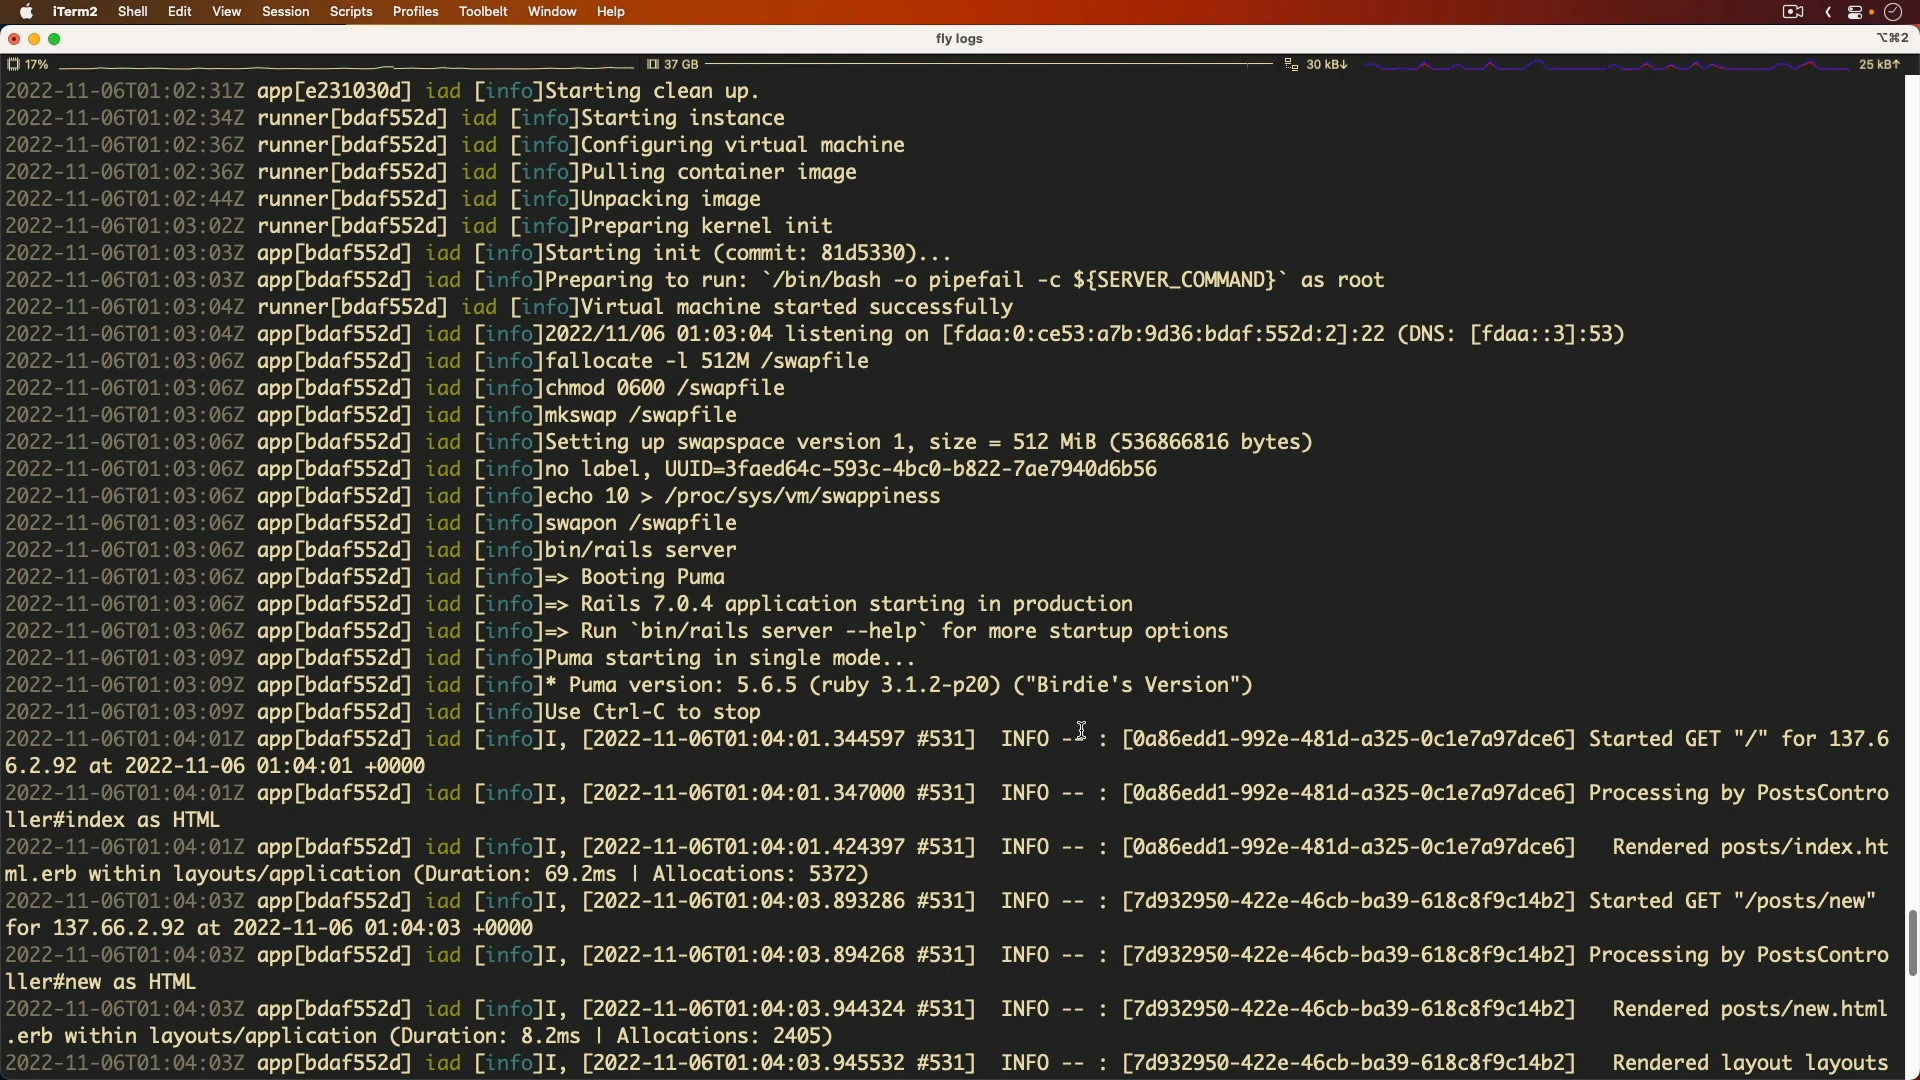 iTerm2 Shell Edit View Session Scripts Profiles Toolbelt Window Help
fly logs ⌥⌘2
17% 37 GB 30 kB↓ 25 kB↑
2022-11-06T01:02:31Z app[e231030d] iad [info]Starting clean up.
2022-11-06T01:02:34Z runner[bdaf552d] iad [info]Starting instance
2022-11-06T01:02:36Z runner[bdaf552d] iad [info]Configuring virtual machine
2022-11-06T01:02:36Z runner[bdaf552d] iad [info]Pulling container image
2022-11-06T01:02:44Z runner[bdaf552d] iad [info]Unpacking image
2022-11-06T01:03:02Z runner[bdaf552d] iad [info]Preparing kernel init
2022-11-06T01:03:03Z app[bdaf552d] iad [info]Starting init (commit: 81d5330)...
2022-11-06T01:03:03Z app[bdaf552d] iad [info]Preparing to run: `/bin/bash -o pipefail -c ${SERVER_COMMAND}` as root
2022-11-06T01:03:04Z runner[bdaf552d] iad [info]Virtual machine started successfully
2022-11-06T01:03:04Z app[bdaf552d] iad [info]2022/11/06 01:03:04 listening on [fdaa:0:ce53:a7b:9d36:bdaf:552d:2]:22 (DNS: [fdaa::3]:53)
2022-11-06T01:03:06Z app[bdaf552d] iad [info]fallocate -l 512M /swapfile
2022-11-06T01:03:06Z app[bdaf552d] iad [info]chmod 0600 /swapfile
2022-11-06T01:03:06Z app[bdaf552d] iad [info]mkswap /swapfile
2022-11-06T01:03:06Z app[bdaf552d] iad [info]Setting up swapspace version 1, size = 512 MiB (536866816 bytes)
2022-11-06T01:03:06Z app[bdaf552d] iad [info]no label, UUID=3faed64c-593c-4bc0-b822-7ae7940d6b56
2022-11-06T01:03:06Z app[bdaf552d] iad [info]echo 10 > /proc/sys/vm/swappiness
2022-11-06T01:03:06Z app[bdaf552d] iad [info]swapon /swapfile
2022-11-06T01:03:06Z app[bdaf552d] iad [info]bin/rails server
2022-11-06T01:03:06Z app[bdaf552d] iad [info]=> Booting Puma
2022-11-06T01:03:06Z app[bdaf552d] iad [info]=> Rails 7.0.4 application starting in production
2022-11-06T01:03:06Z app[bdaf552d] iad [info]=> Run `bin/rails server --help` for more startup options
2022-11-06T01:03:09Z app[bdaf552d] iad [info]Puma starting in single mode...
2022-11-06T01:03:09Z app[bdaf552d] iad [info]* Puma version: 5.6.5 (ruby 3.1.2-p20) ("Birdie's Version")
2022-11-06T01:03:09Z app[bdaf552d] iad [info]Use Ctrl-C to stop
2022-11-06T01:04:01Z app[bdaf552d] iad [info]I, [2022-11-06T01:04:01.344597 #531]  INFO -- : [0a86edd1-992e-481d-a325-0c1e7a97dce6] Started GET "/" for 137.6
6.2.92 at 2022-11-06 01:04:01 +0000
2022-11-06T01:04:01Z app[bdaf552d] iad [info]I, [2022-11-06T01:04:01.347000 #531]  INFO -- : [0a86edd1-992e-481d-a325-0c1e7a97dce6] Processing by PostsContro
ller#index as HTML
2022-11-06T01:04:01Z app[bdaf552d] iad [info]I, [2022-11-06T01:04:01.424397 #531]  INFO -- : [0a86edd1-992e-481d-a325-0c1e7a97dce6]   Rendered posts/index.ht
ml.erb within layouts/application (Duration: 69.2ms | Allocations: 5372)
2022-11-06T01:04:03Z app[bdaf552d] iad [info]I, [2022-11-06T01:04:03.893286 #531]  INFO -- : [7d932950-422e-46cb-ba39-618c8f9c14b2] Started GET "/posts/new"
for 137.66.2.92 at 2022-11-06 01:04:03 +0000
2022-11-06T01:04:03Z app[bdaf552d] iad [info]I, [2022-11-06T01:04:03.894268 #531]  INFO -- : [7d932950-422e-46cb-ba39-618c8f9c14b2] Processing by PostsContro
ller#new as HTML
2022-11-06T01:04:03Z app[bdaf552d] iad [info]I, [2022-11-06T01:04:03.944324 #531]  INFO -- : [7d932950-422e-46cb-ba39-618c8f9c14b2]   Rendered posts/new.html
.erb within layouts/application (Duration: 8.2ms | Allocations: 2405)
2022-11-06T01:04:03Z app[bdaf552d] iad [info]I, [2022-11-06T01:04:03.945532 #531]  INFO -- : [7d932950-422e-46cb-ba39-618c8f9c14b2]   Rendered layout layouts